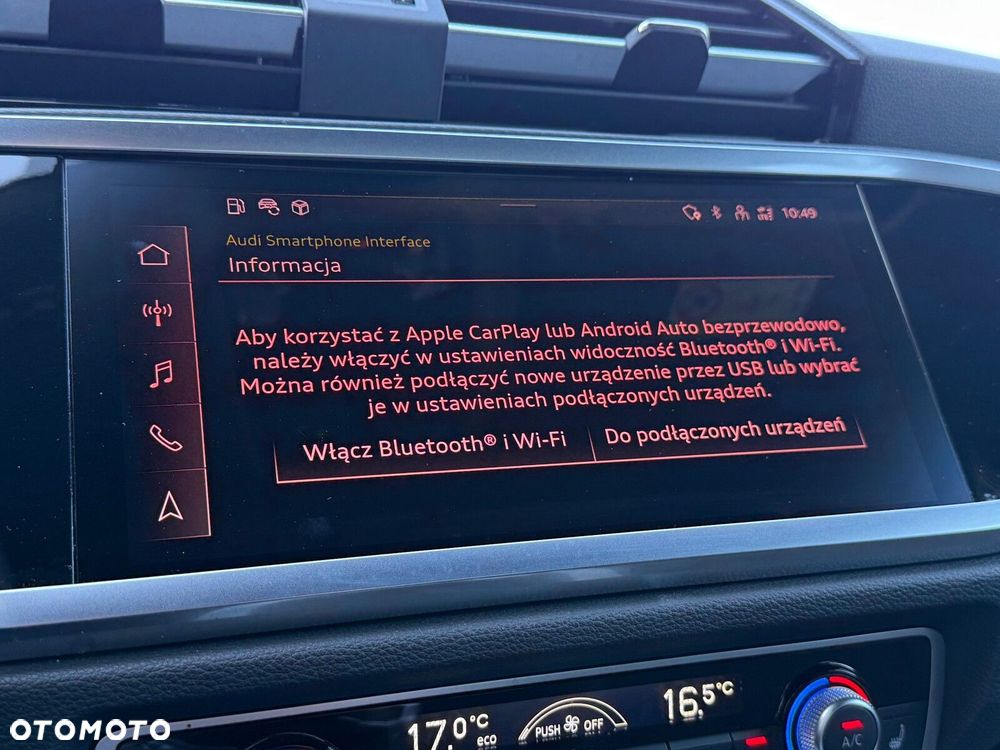 10:49
Audi Smartphone Interface
Informacja
Aby korzystać z Apple CarPlay lub Android Auto bezprzewodowo,
należy włączyć w ustawieniach widoczność Bluetooth® i Wi-Fi.
Można również podłączyć nowe urządzenie przez USB lub wybrać
je w ustawieniach podłączonych urządzeń.
Włącz Bluetooth® i Wi-Fi Do podłączonych urządzeń
17.0°C eco PUSH OFF 16.5°C
A/C
OTOMOTO